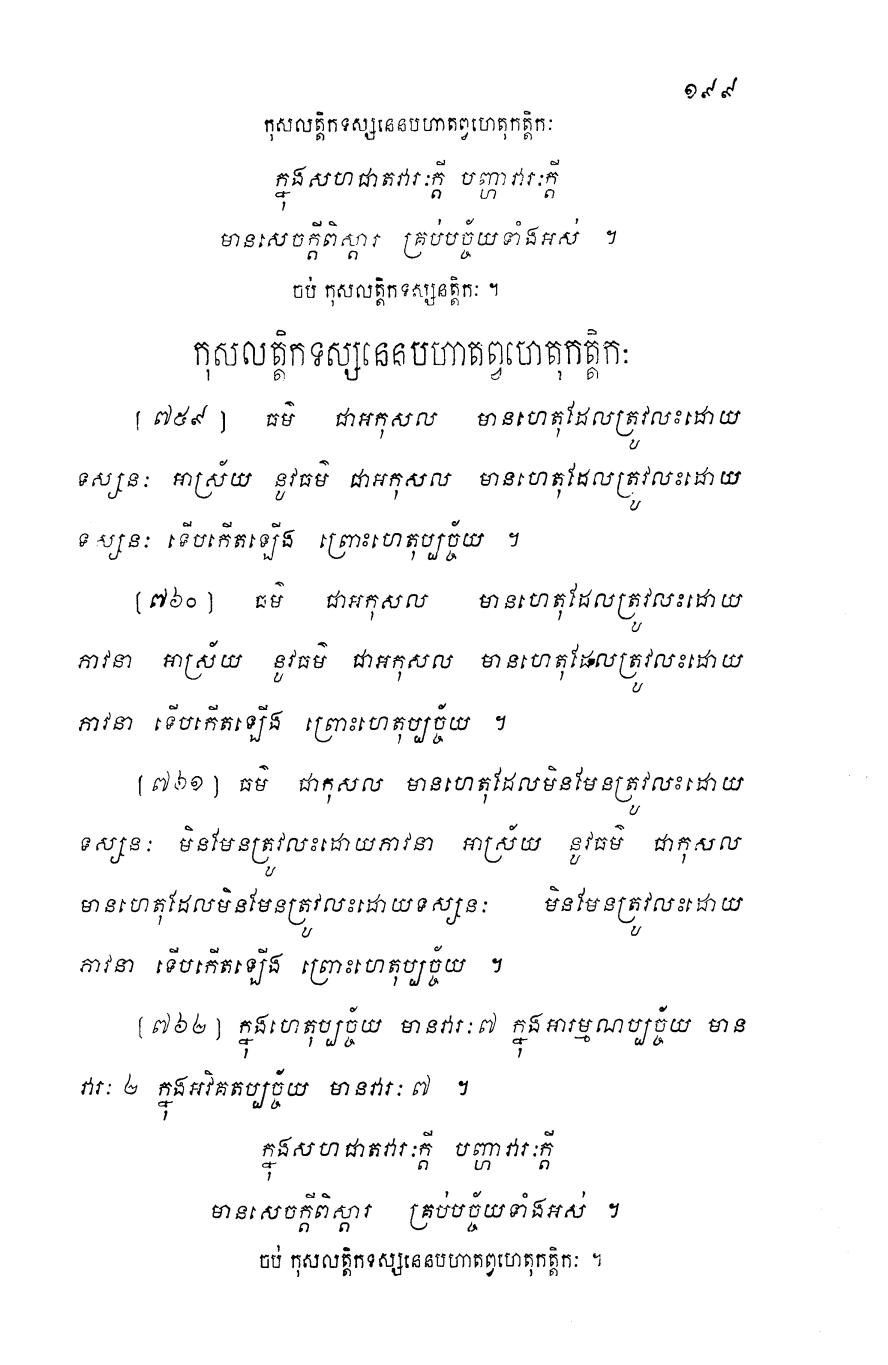 ១៩៩
កុសលត្តិកទស្សនេនបហាតព្វហេតុកត្តិកៈ
ក្នុងសហជាតវារៈក្តី បញ្ហាវារៈក្តី
មានសេចក្តីពិស្តារ គ្រប់បច្ច័យទាំងអស់ ។
ចប់ កុសលត្តិកទស្សនត្តិកៈ ។
កុសលត្តិកទស្សនេនបហាតព្វហេតុកត្តិកៈ
[៧៥៩] ធម៌ ជាអកុសល មានហេតុដែលត្រូវលះដោយ
ទស្សនៈ អាស្រ័យ នូវធម៌ ជាអកុសល មានហេតុដែលត្រូវលះដោយ
ទស្សនៈ ទើបកើតឡើង ព្រោះហេតុប្បច្ច័យ ។
[៧៦០] ធម៌ ជាអកុសល មានហេតុដែលត្រូវលះដោយ
ភាវនា អាស្រ័យ នូវធម៌ ជាអកុសល មានហេតុដែលត្រូវលះដោយ
ភាវនា ទើបកើតឡើង ព្រោះហេតុប្បច្ច័យ ។
[៧៦១] ធម៌ ជាកុសល មានហេតុដែលមិនមែនត្រូវលះដោយ
ទស្សនៈ មិនមែនត្រូវលះដោយភាវនា អាស្រ័យ នូវធម៌ ជាកុសល
មានហេតុដែលមិនមែនត្រូវលះដោយទស្សនៈ មិនមែនត្រូវលះដោយ
ភាវនា ទើបកើតឡើង ព្រោះហេតុប្បច្ច័យ ។
[៧៦២] ក្នុងហេតុប្បច្ច័យ មានវារៈ៧ ក្នុងអារម្មណប្បច្ច័យ មាន
វារៈ ២ ក្នុងអវិគតប្បច្ច័យ មានវារៈ ៧ ។
ក្នុងសហជាតវារៈក្តី បញ្ហាវារៈក្តី
មានសេចក្តីពិស្តារ គ្រប់បច្ច័យទាំងអស់ ។
ចប់ កុសលត្តិកទស្សនេនបហាតព្វហេតុកត្តិកៈ ។